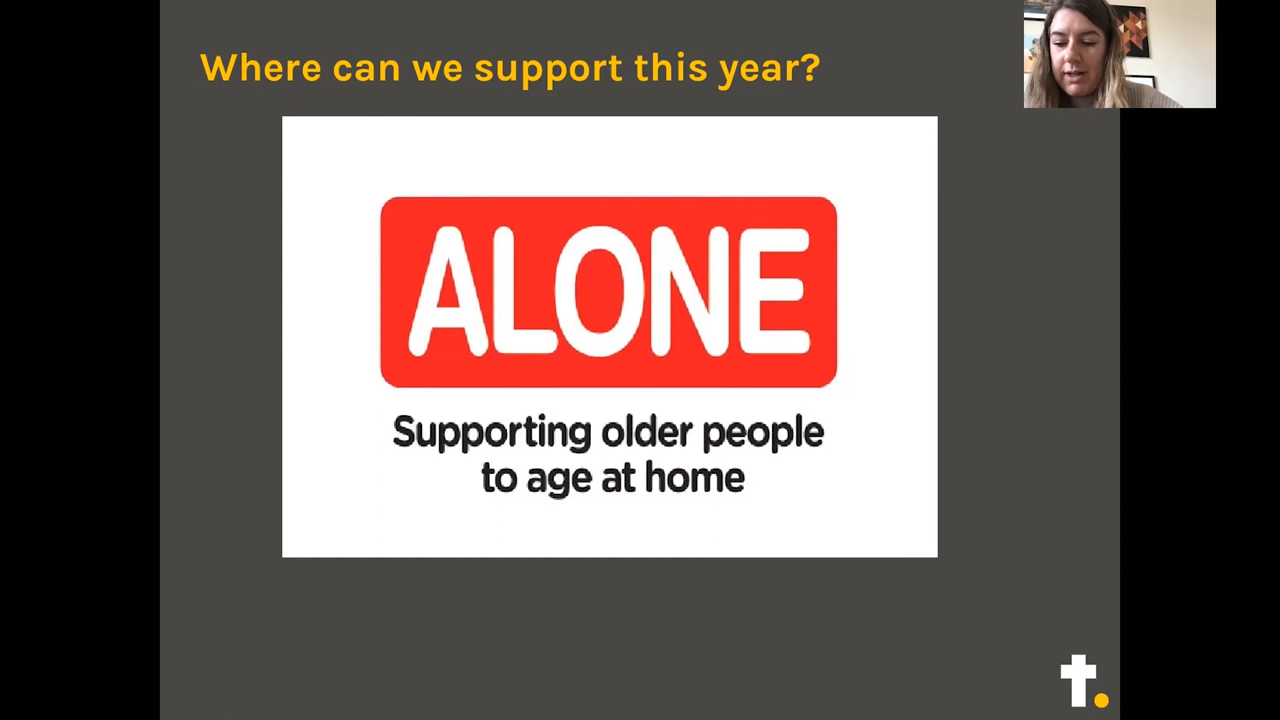 Where can we support this year?
ALONE
Supporting older people
to age at home
t.